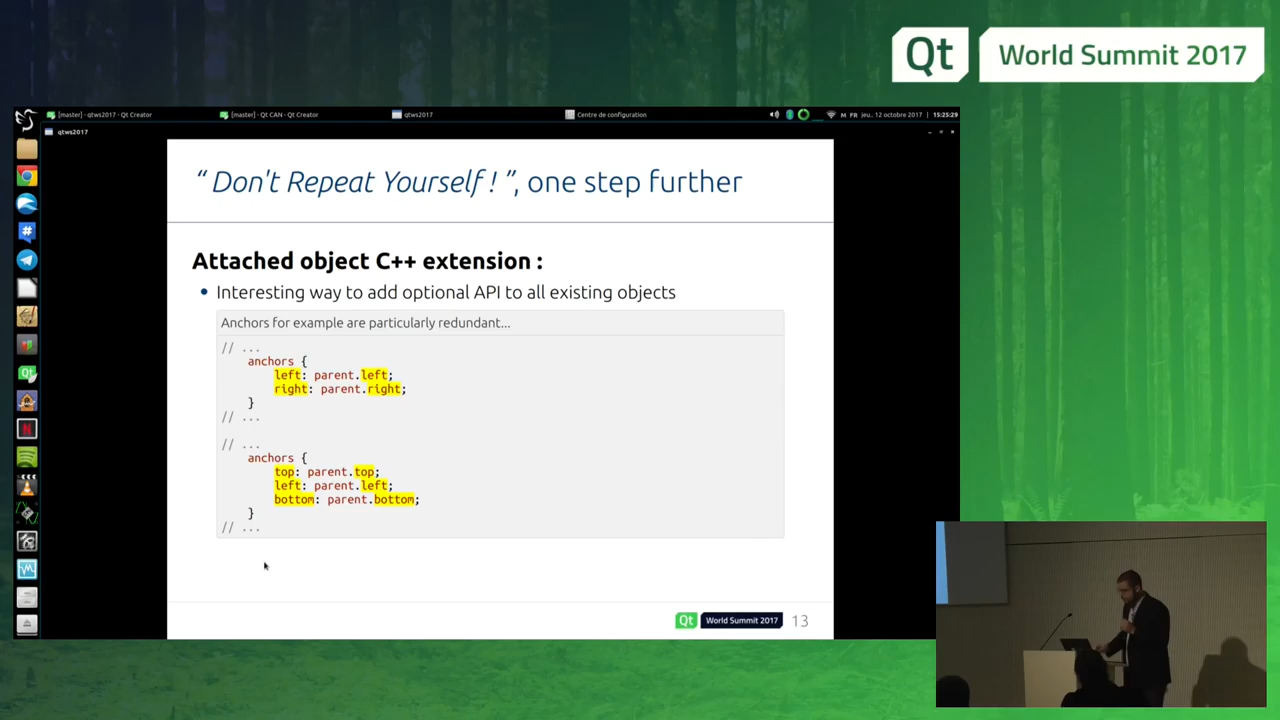 Qt World Summit 2017
[master] - qtws2017 - Qt Creator
[master] - Qt CAN - Qt Creator
qtws2017
Centre de configuration
M FR jeu. 12 octobre 2017 15:25:29
qtws2017
“ Don't Repeat Yourself ! ”, one step further
Attached object C++ extension :
• Interesting way to add optional API to all existing objects
Anchors for example are particularly redundant...
// ...
anchors {
left: parent.left;
right: parent.right;
}
// ...
// ...
anchors {
top: parent.top;
left: parent.left;
bottom: parent.bottom;
}
// ...
Qt World Summit 2017 13